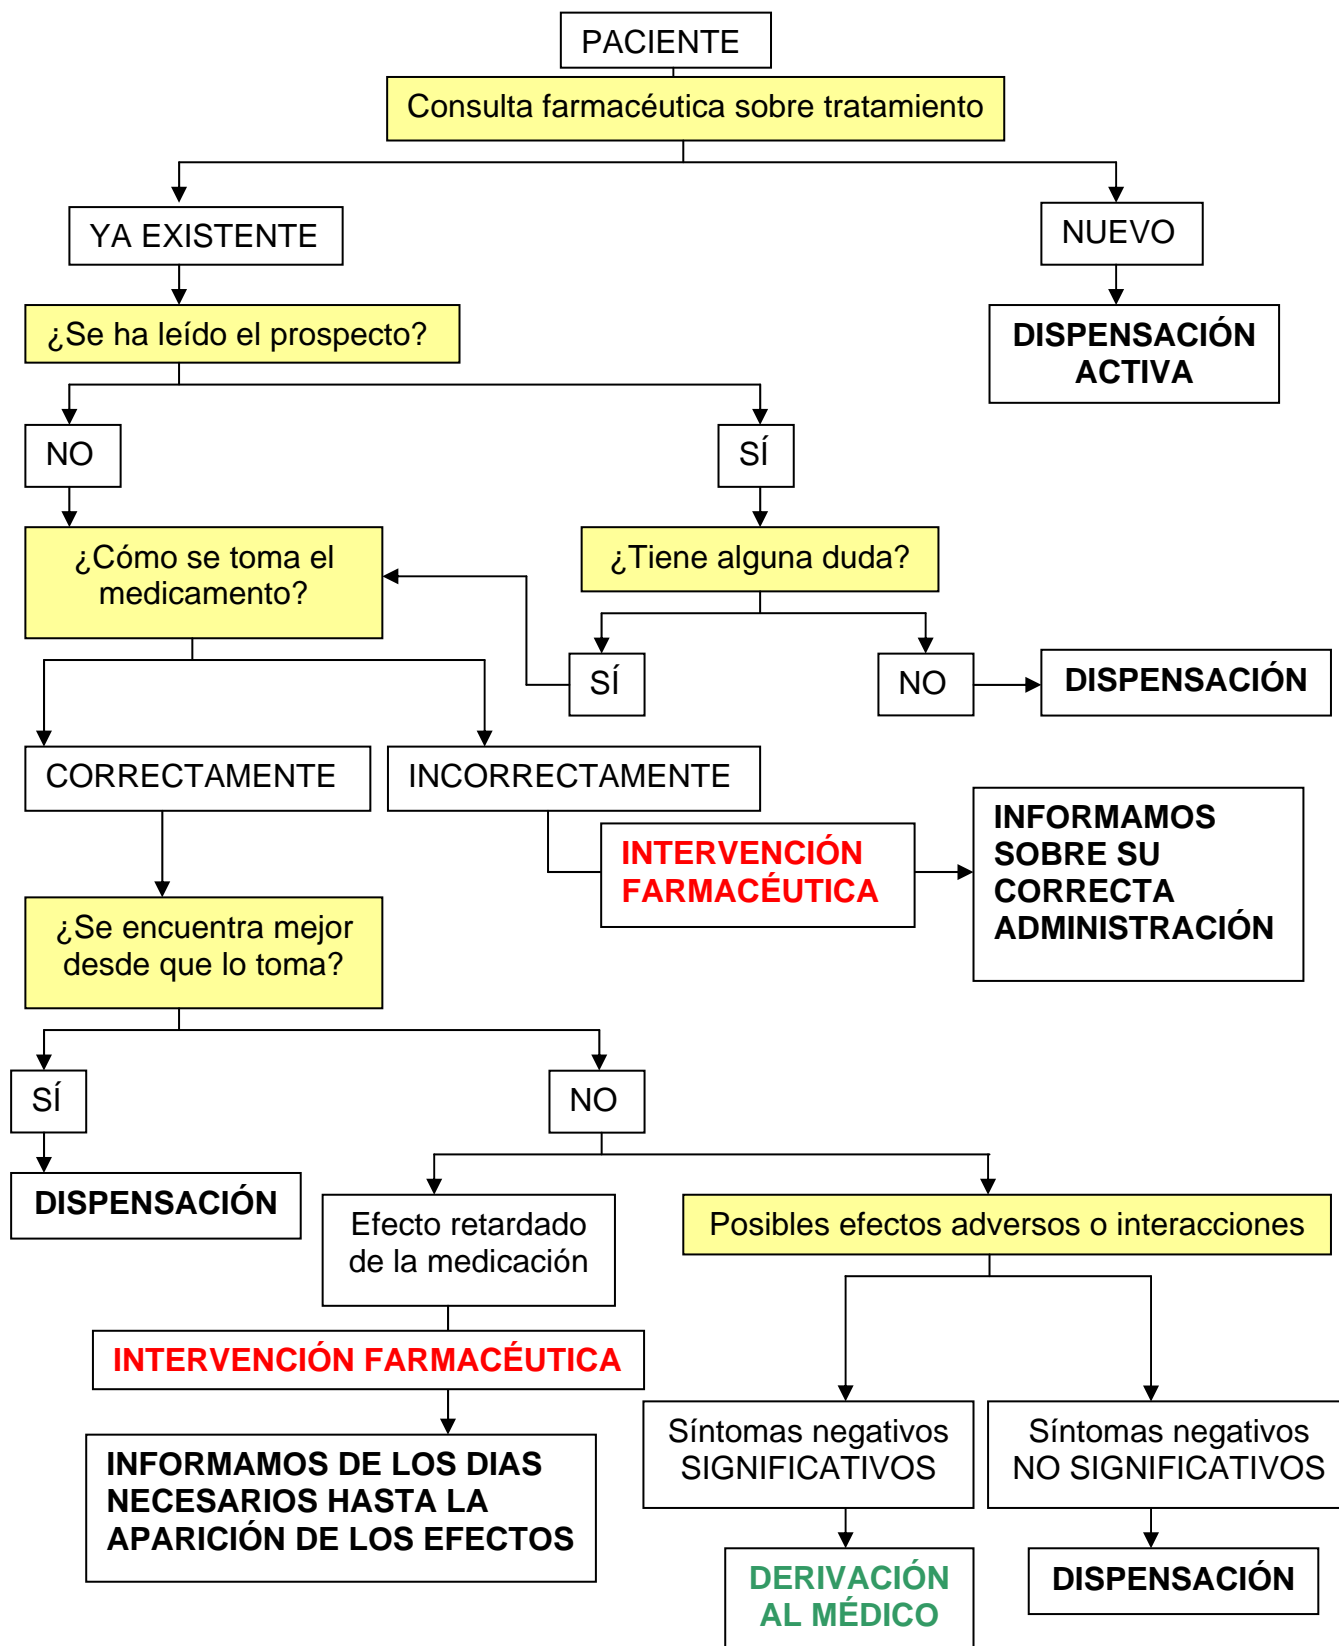 PACIENTE
Consulta farmacéutica sobre tratamiento
YA EXISTENTE
NUEVO
¿Se ha leído el prospecto?
DISPENSACIÓN
ACTIVA
NO
SÍ
¿Cómo se toma el
medicamento?
¿Tiene alguna duda?
SÍ
NO
DISPENSACIÓN
CORRECTAMENTE
INCORRECTAMENTE
INTERVENCIÓN
FARMACÉUTICA
INFORMAMOS
SOBRE SU
CORRECTA
ADMINISTRACIÓN
¿Se encuentra mejor
desde que lo toma?
SÍ
NO
DISPENSACIÓN
Efecto retardado
de la medicación
Posibles efectos adversos o interacciones
INTERVENCIÓN FARMACÉUTICA
INFORMAMOS DE LOS DIAS
NECESARIOS HASTA LA
APARICIÓN DE LOS EFECTOS
Síntomas negativos
SIGNIFICATIVOS
Síntomas negativos
NO SIGNIFICATIVOS
DERIVACIÓN
AL MÉDICO
DISPENSACIÓN